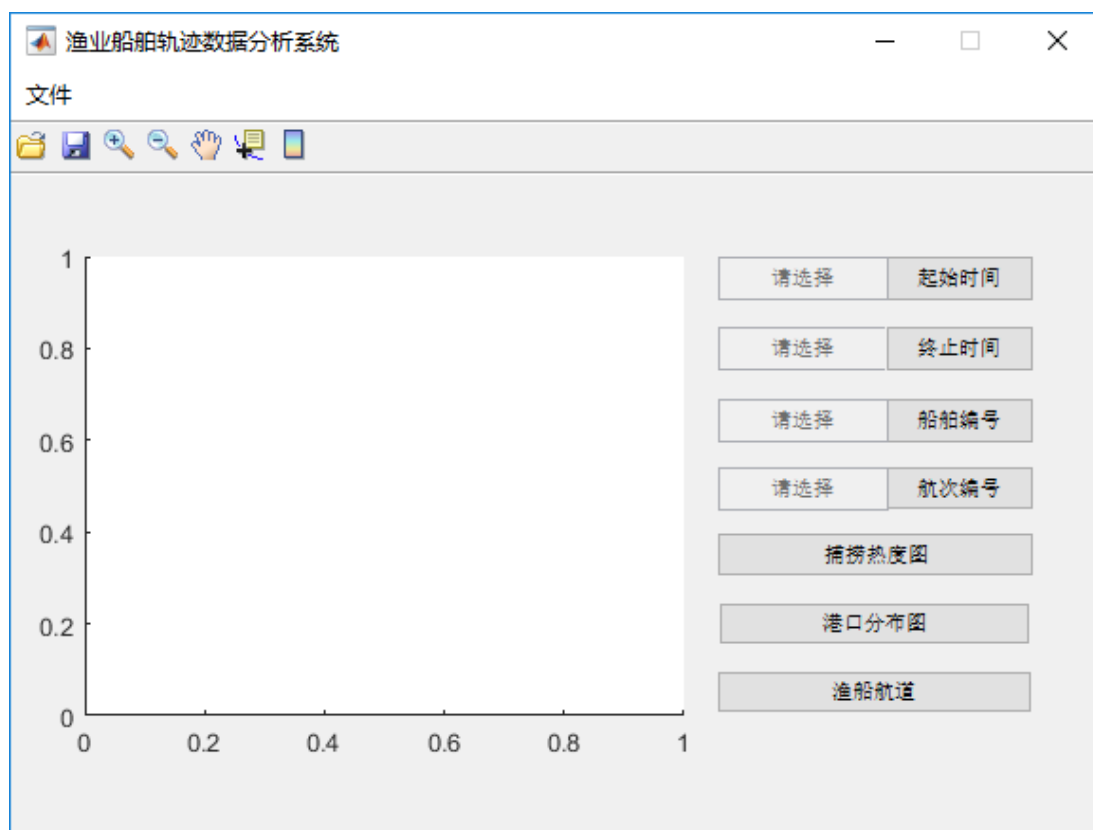 渔业船舶轨迹数据分析系统
文件
1
0.8
0.6
0.4
0.2
0
0 0.2 0.4 0.6 0.8 1
请选择 起始时间
请选择 终止时间
请选择 船舶编号
请选择 航次编号
捕捞热度图
港口分布图
渔船航道